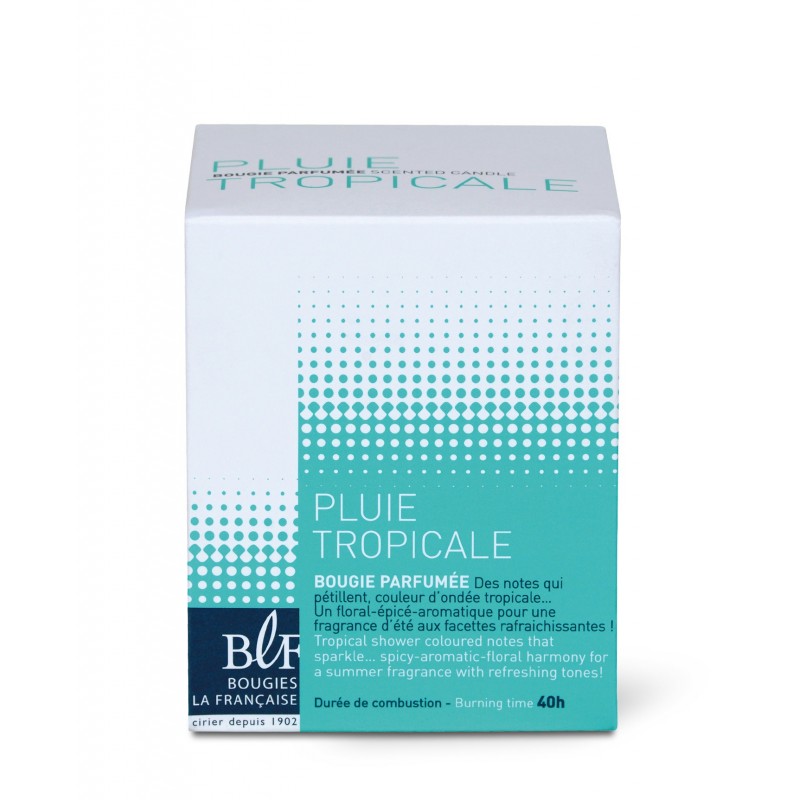 PLUIE
BOUGIE PARFUMÉE SCENTED CANDLE
TROPICALE
PLUIE
TROPICALE
BOUGIE PARFUMÉE Des notes qui
pétillent, couleur d'ondée tropicale...
Un floral-épicé-aromatique pour une
fragrance d'été aux facettes rafraichissantes !
Tropical shower coloured notes that
sparkle... spicy-aromatic-floral harmony for
a summer fragrance with refreshing tones!
Durée de combustion - Burning time 40h
BlF
BOUGIES
LA FRANÇAISE
cirier depuis 1902